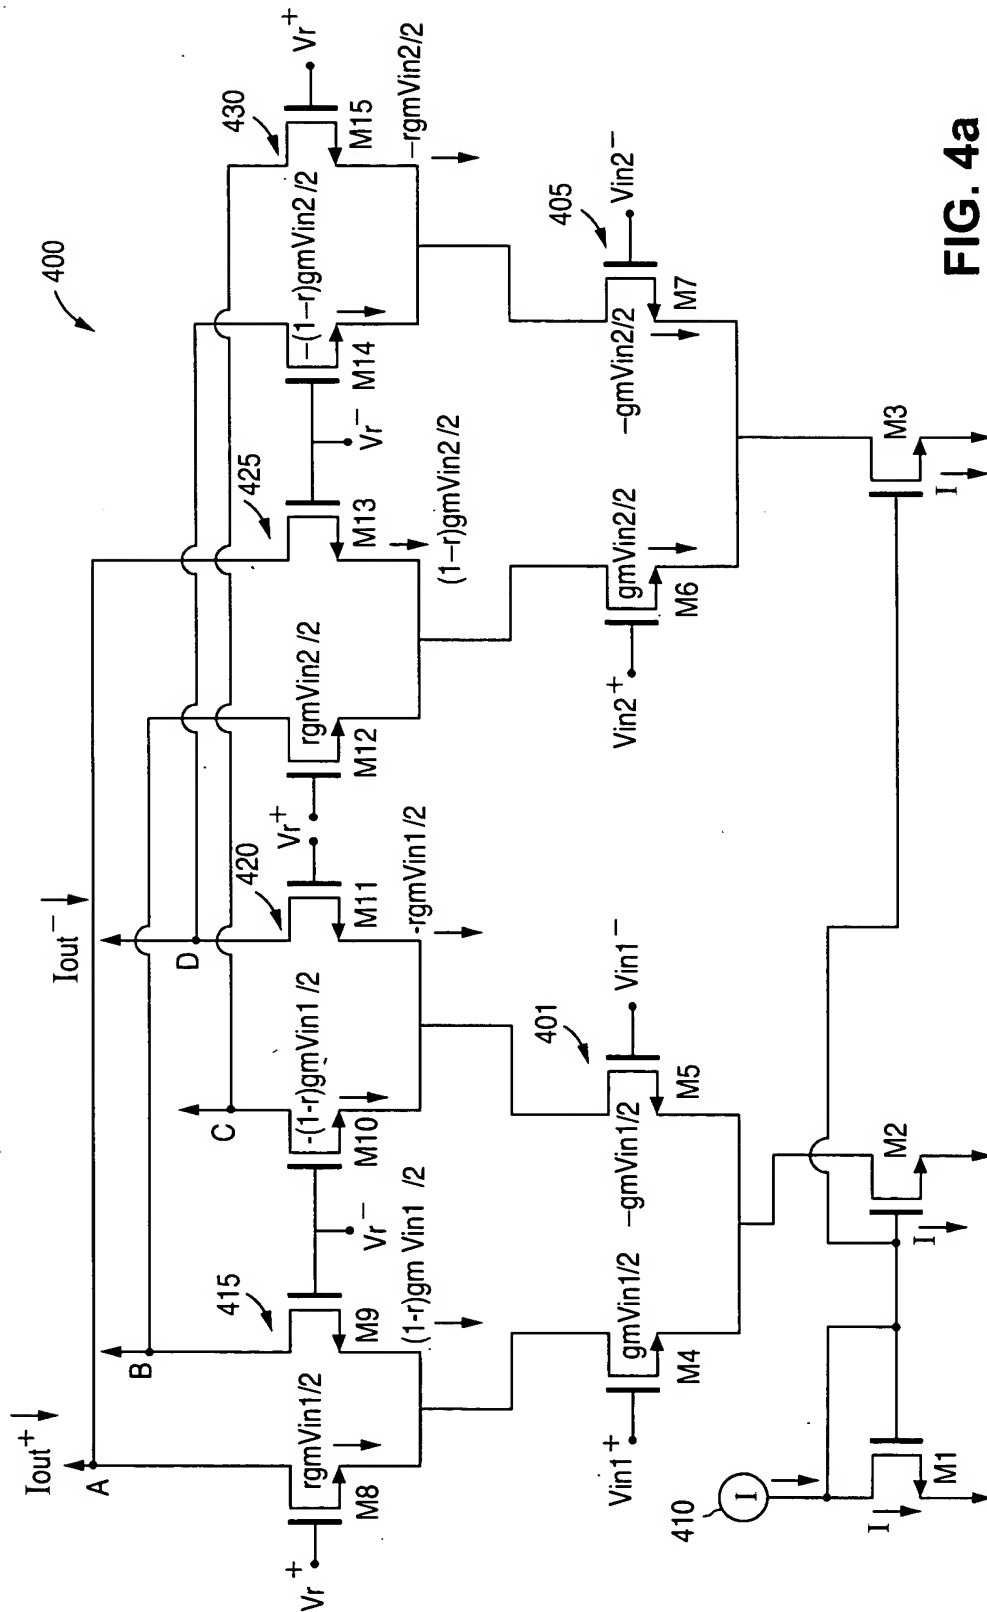 400
Iout+
Iout−
A
B
C
D
415
420
425
430
Vr+
rgmVin1/2
M8
M9
(1-r)gm Vin1 /2
Vr−
-(1-r)gmVin1 /2
M10
M11
-rgmVin1/2
Vr+
rgmVin2 /2
M12
M13
(1−r)gmVin2 /2
Vr−
−(1−r)gmVin2 /2
M14
M15
Vr+
−rgmVin2/2
Vin1+
gmVin1/2
M4
401
−gmVin1/2
M5
Vin1−
Vin2+
gmVin2/2
M6
405
−gmVin2/2
M7
Vin2−
410
I
I
M1
I
M2
I
M3
FIG. 4a